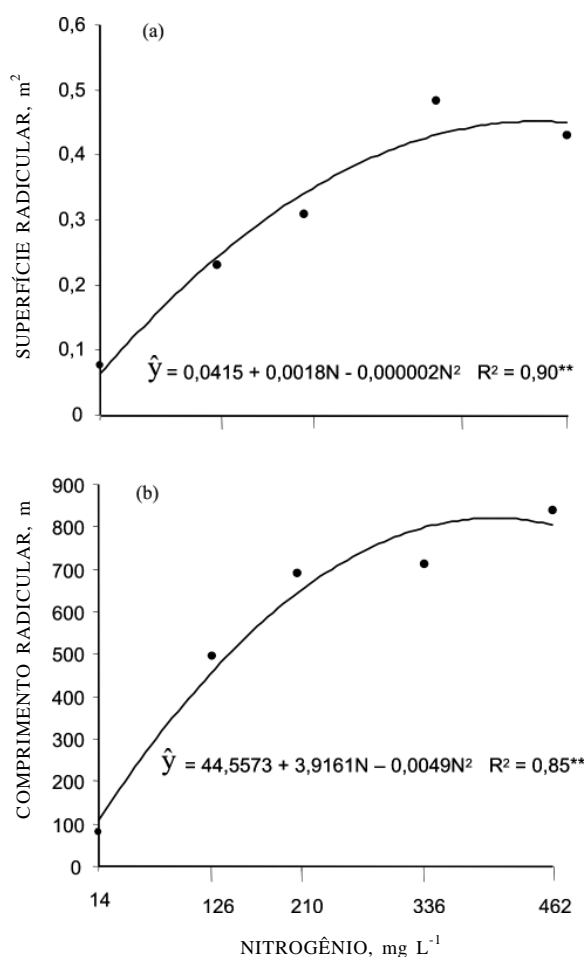 (a)
SUPERFÍCIE RADICULAR, m²
0,6
0,5
0,4
0,3
0,2
0,1
0
ŷ = 0,0415 + 0,0018N - 0,000002N² R² = 0,90**
(b)
COMPRIMENTO RADICULAR, m
900
800
700
600
500
400
300
200
100
0
ŷ = 44,5573 + 3,9161N – 0,0049N² R² = 0,85**
14 126 210 336 462
NITROGÊNIO, mg L⁻¹